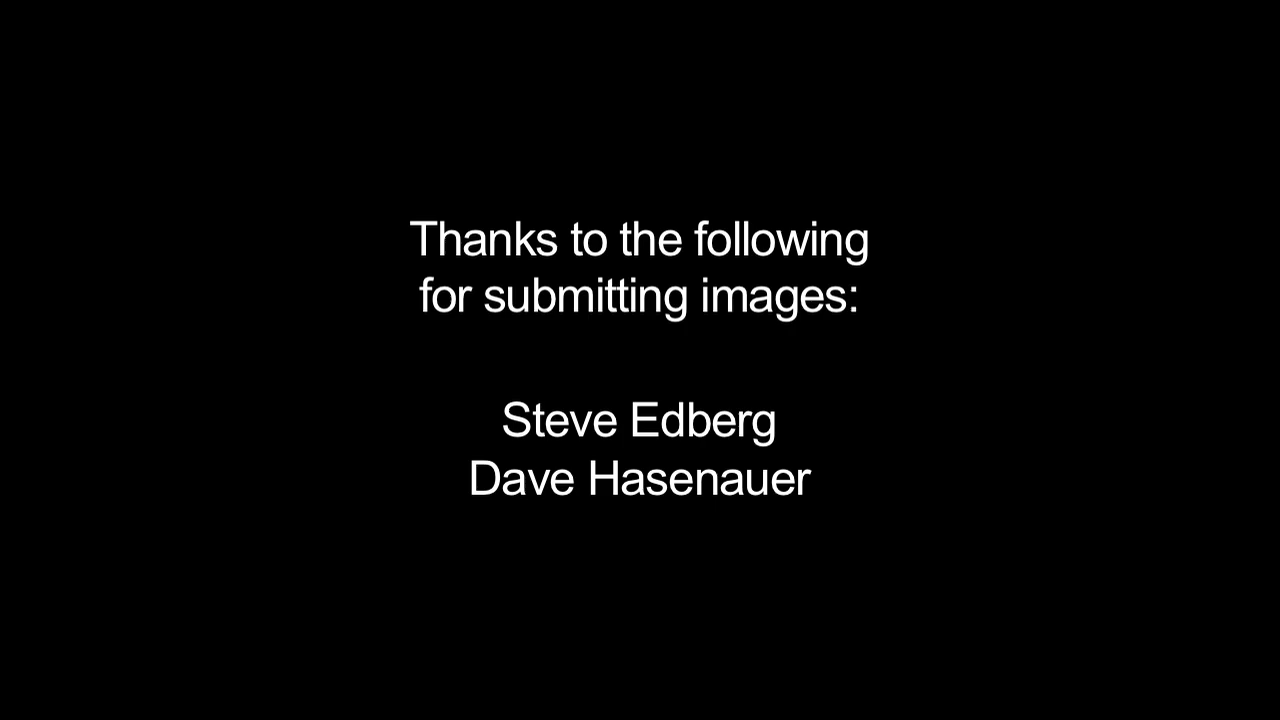 Thanks to the following
for submitting images:
Steve Edberg
Dave Hasenauer